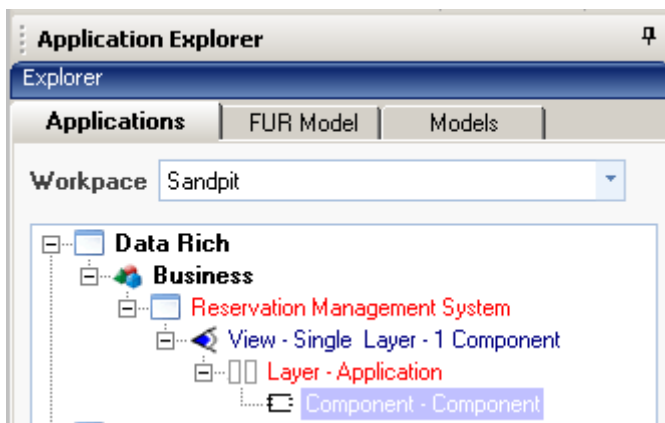 Application Explorer
Explorer
Applications FUR Model Models
Workpace Sandpit
Data Rich
Business
Reservation Management System
View - Single Layer - 1 Component
Layer - Application
Component - Component